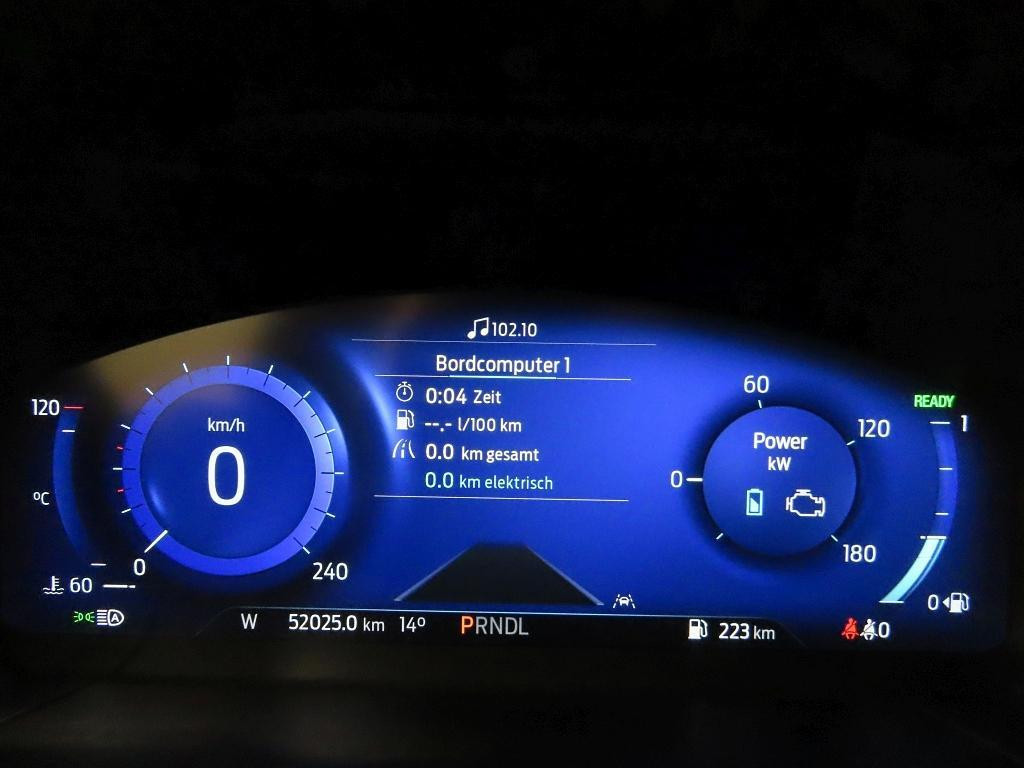 102.10
Bordcomputer 1
0:04 Zeit
--.- l/100 km
0.0 km gesamt
0.0 km elektrisch
120
ºC
60
km/h
0
0
240
Power
kW
0
60
120
180
READY
1
0
A
W 52025.0 km 14º PRNDL 223 km 0